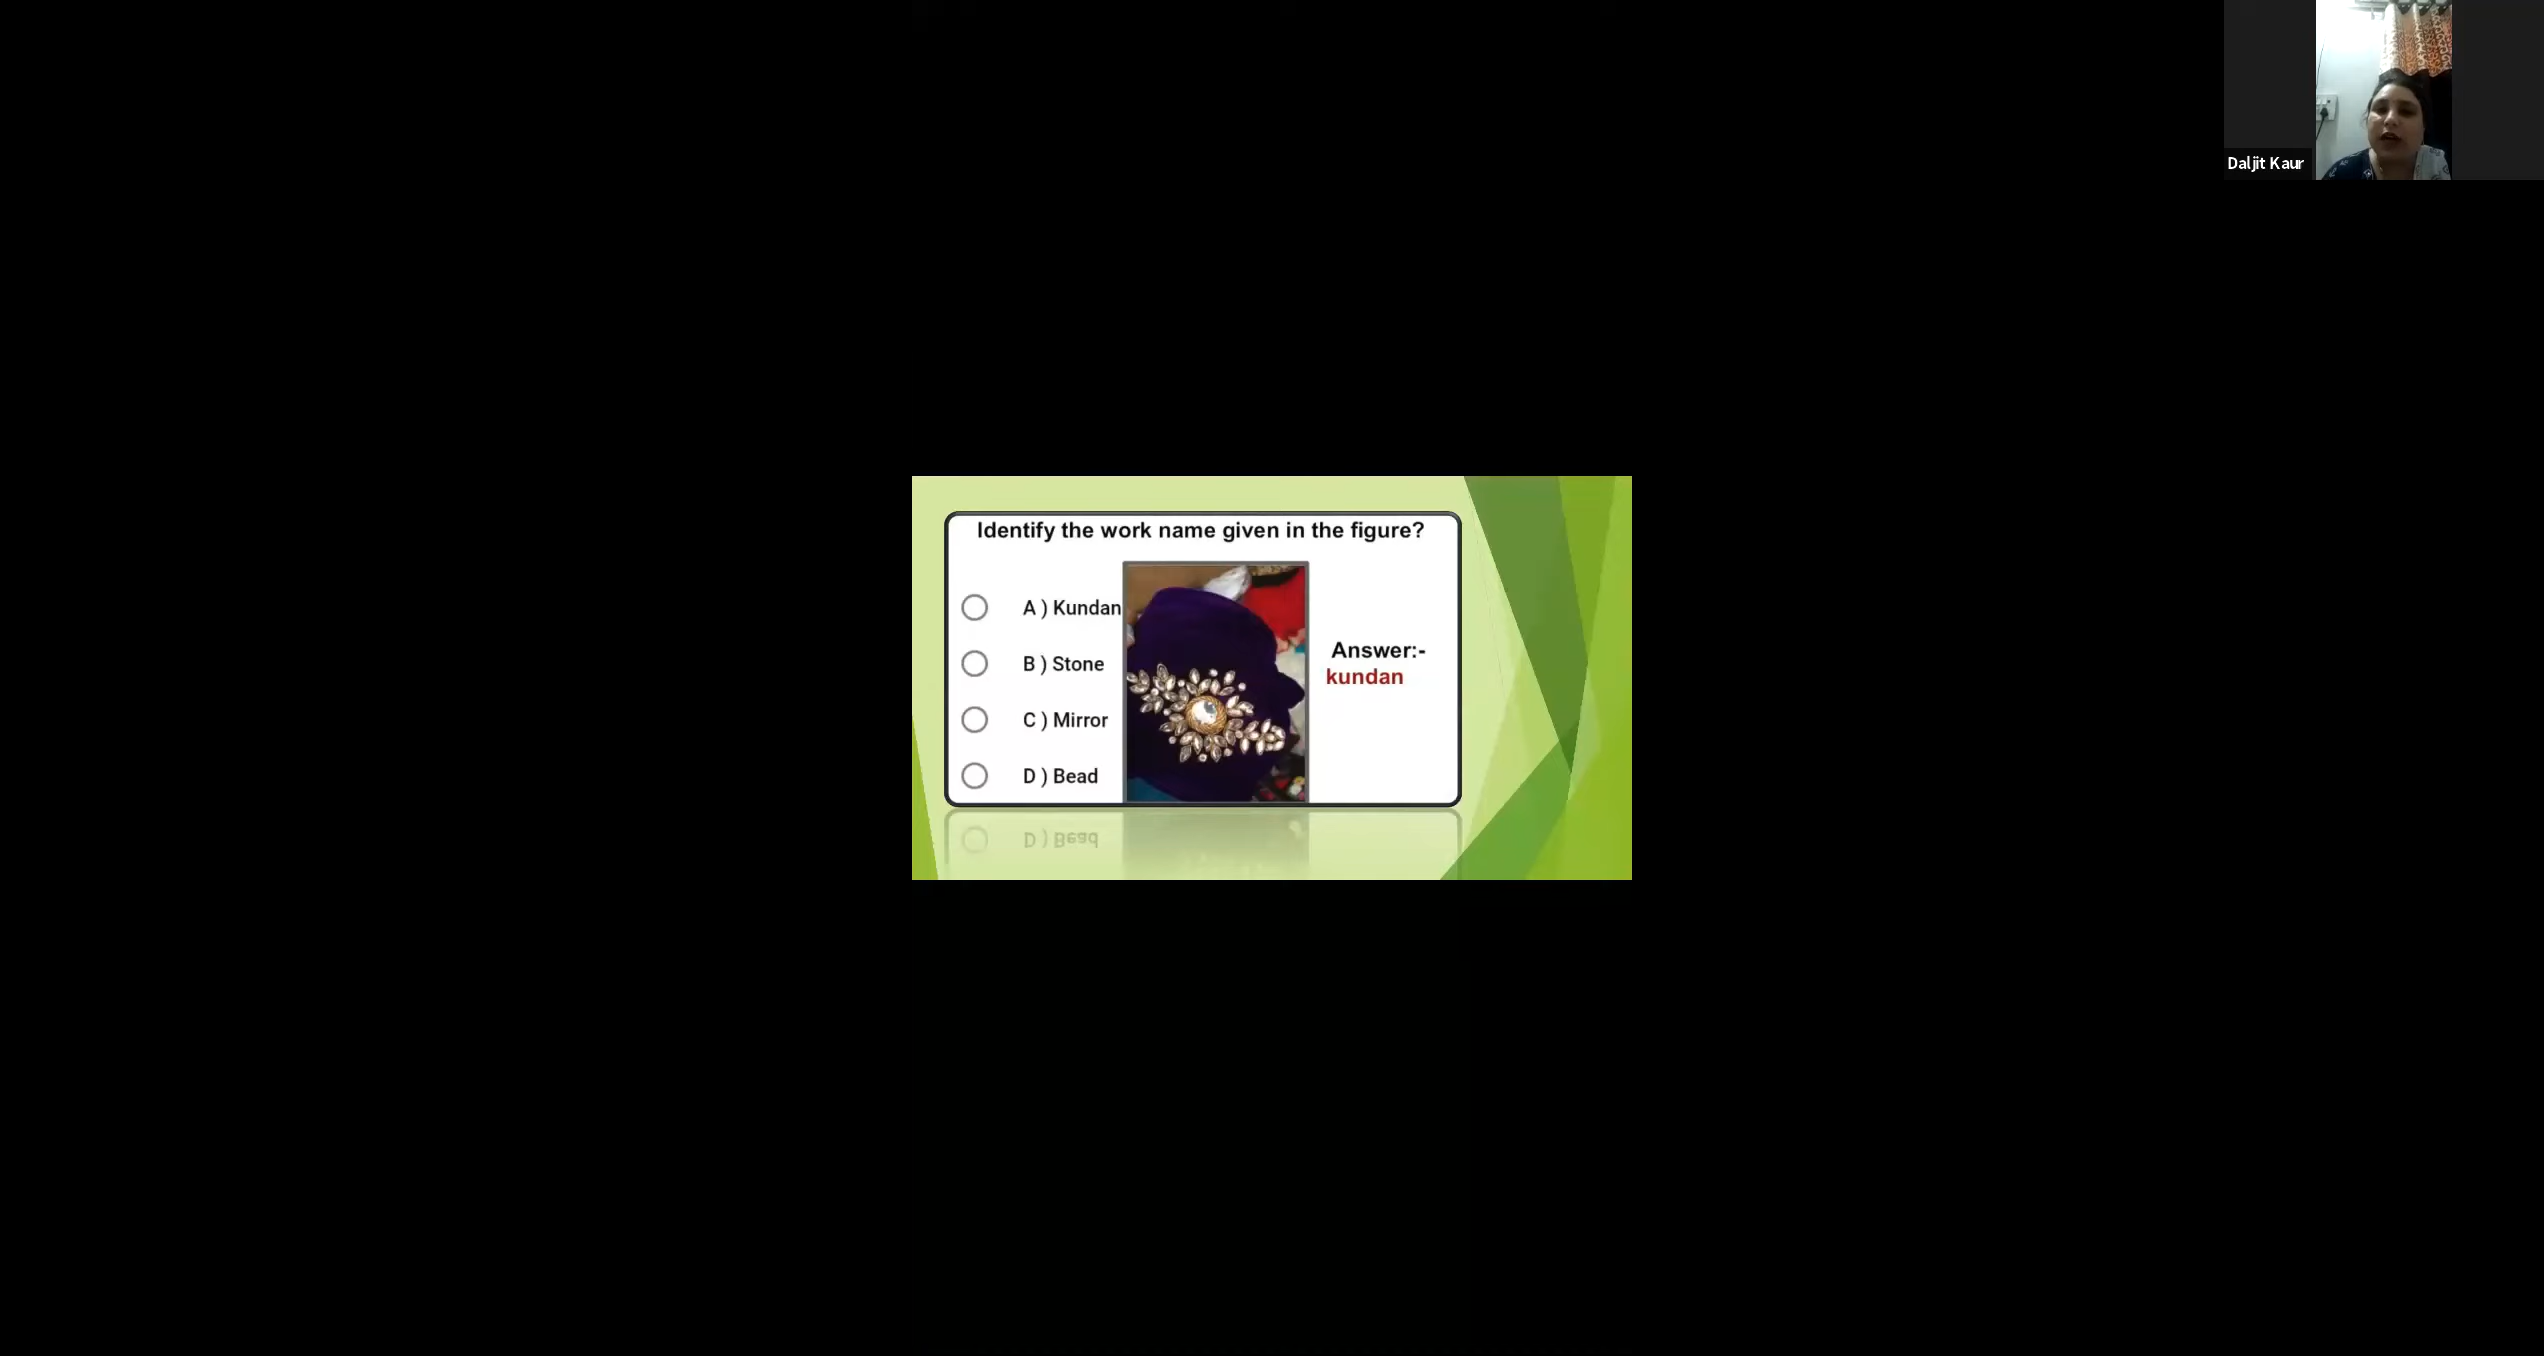 Daljit Kaur
Identify the work name given in the figure?
A ) Kundan
B ) Stone
C ) Mirror
D ) Bead
Answer:-
kundan
D ) Bead